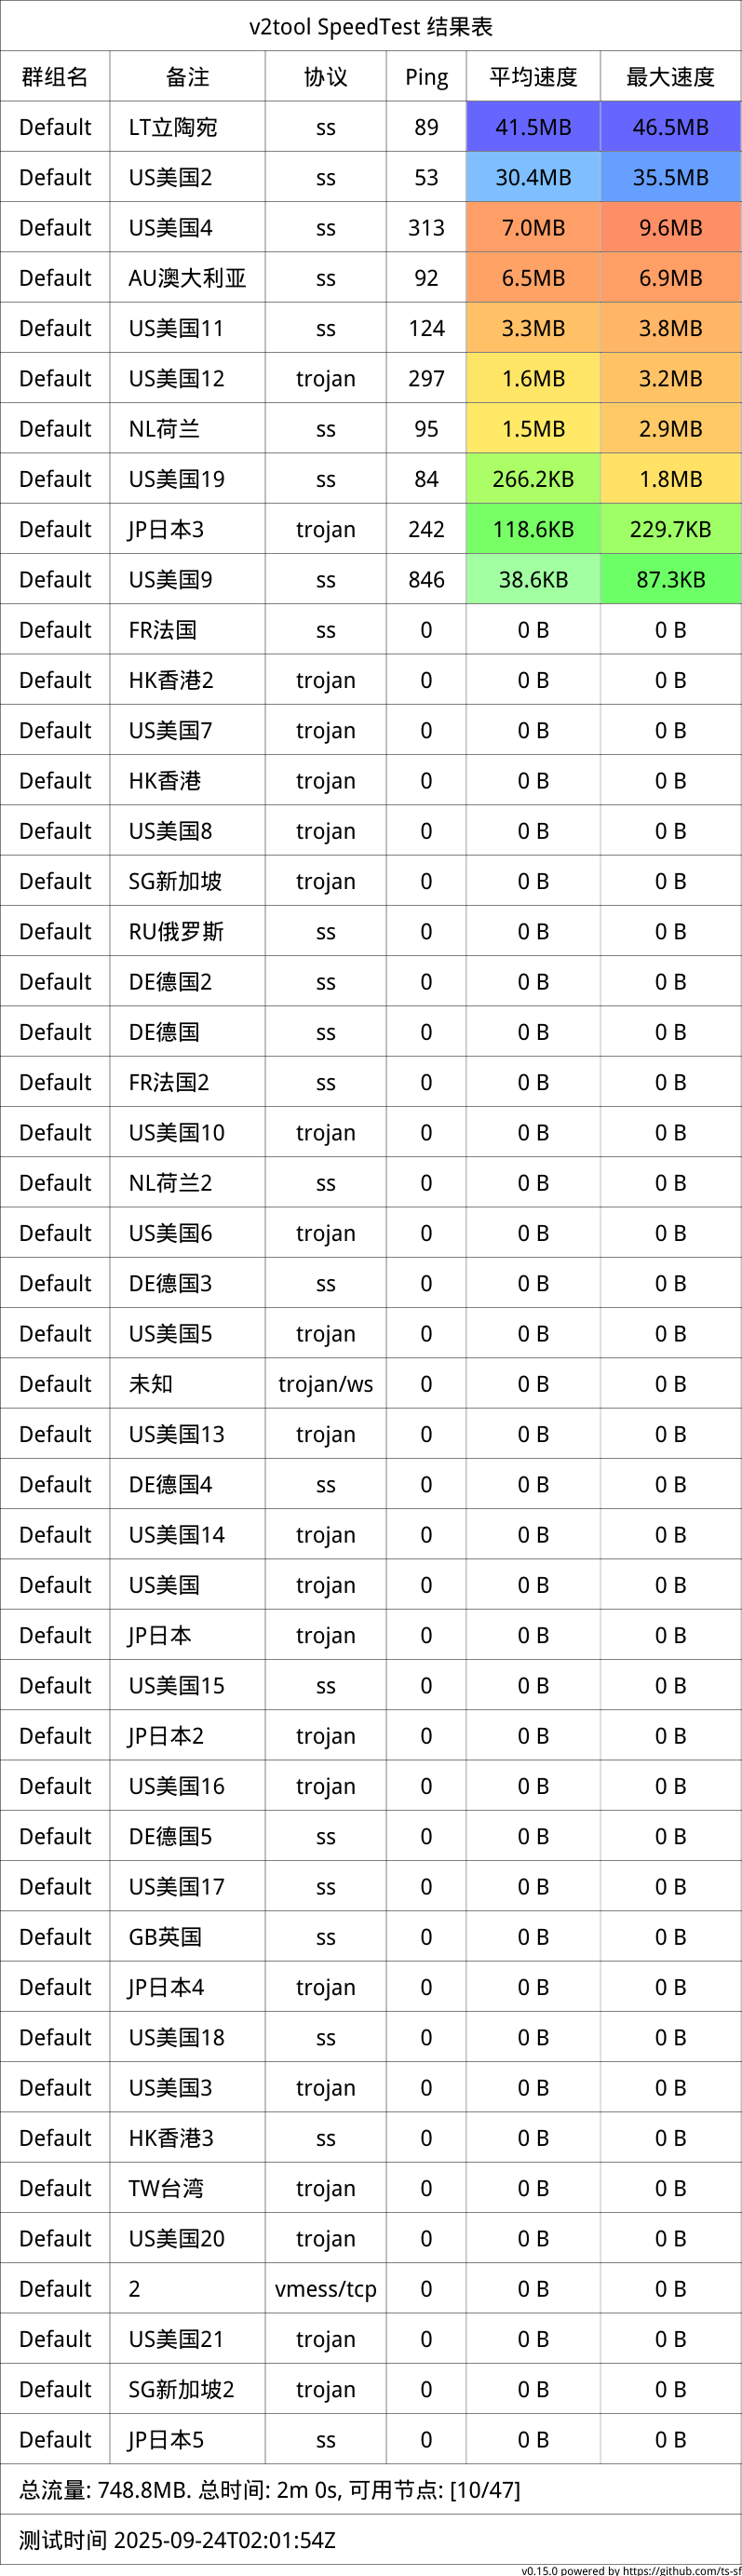 v2tool SpeedTest 结果表
群组名 备注 协议 Ping 平均速度 最大速度
Default LT立陶宛 ss 89 41.5MB 46.5MB
Default US美国2 ss 53 30.4MB 35.5MB
Default US美国4 ss 313 7.0MB 9.6MB
Default AU澳大利亚 ss 92 6.5MB 6.9MB
Default US美国11 ss 124 3.3MB 3.8MB
Default US美国12 trojan 297 1.6MB 3.2MB
Default NL荷兰 ss 95 1.5MB 2.9MB
Default US美国19 ss 84 266.2KB 1.8MB
Default JP日本3 trojan 242 118.6KB 229.7KB
Default US美国9 ss 846 38.6KB 87.3KB
Default FR法国 ss 0 0 B 0 B
Default HK香港2 trojan 0 0 B 0 B
Default US美国7 trojan 0 0 B 0 B
Default HK香港 trojan 0 0 B 0 B
Default US美国8 trojan 0 0 B 0 B
Default SG新加坡 trojan 0 0 B 0 B
Default RU俄罗斯 ss 0 0 B 0 B
Default DE德国2 ss 0 0 B 0 B
Default DE德国 ss 0 0 B 0 B
Default FR法国2 ss 0 0 B 0 B
Default US美国10 trojan 0 0 B 0 B
Default NL荷兰2 ss 0 0 B 0 B
Default US美国6 trojan 0 0 B 0 B
Default DE德国3 ss 0 0 B 0 B
Default US美国5 trojan 0 0 B 0 B
Default 未知 trojan/ws 0 0 B 0 B
Default US美国13 trojan 0 0 B 0 B
Default DE德国4 ss 0 0 B 0 B
Default US美国14 trojan 0 0 B 0 B
Default US美国 trojan 0 0 B 0 B
Default JP日本 trojan 0 0 B 0 B
Default US美国15 ss 0 0 B 0 B
Default JP日本2 trojan 0 0 B 0 B
Default US美国16 trojan 0 0 B 0 B
Default DE德国5 ss 0 0 B 0 B
Default US美国17 ss 0 0 B 0 B
Default GB英国 ss 0 0 B 0 B
Default JP日本4 trojan 0 0 B 0 B
Default US美国18 ss 0 0 B 0 B
Default US美国3 trojan 0 0 B 0 B
Default HK香港3 ss 0 0 B 0 B
Default TW台湾 trojan 0 0 B 0 B
Default US美国20 trojan 0 0 B 0 B
Default 2 vmess/tcp 0 0 B 0 B
Default US美国21 trojan 0 0 B 0 B
Default SG新加坡2 trojan 0 0 B 0 B
Default JP日本5 ss 0 0 B 0 B
总流量: 748.8MB. 总时间: 2m 0s, 可用节点: [10/47]
测试时间 2025-09-24T02:01:54Z
v0.15.0 powered by https://github.com/ts-sf